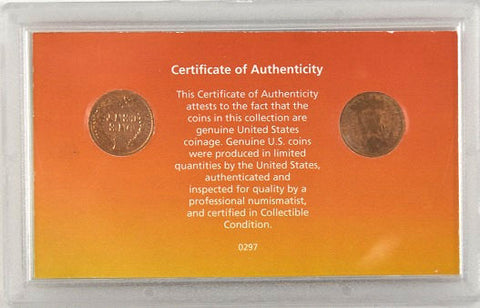 Certificate of Authenticity
This Certificate of Authenticity
attests to the fact that the
coins in this collection are
genuine United States
coinage. Genuine U.S. coins
were produced in limited
quantities by the United States,
authenticated and
inspected for quality by a
professional numismatist,
and certified in Collectible
Condition.
0297